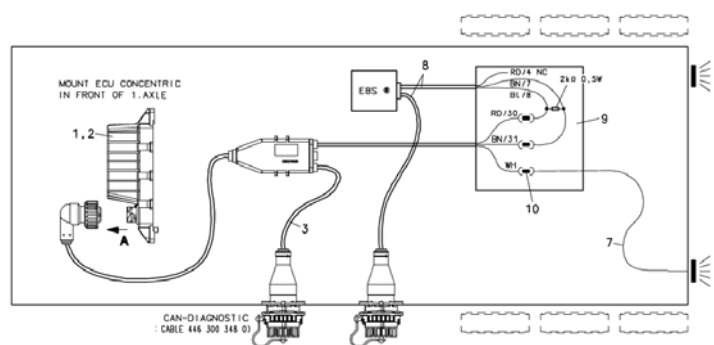 MOUNT ECU CONCENTRIC
IN FRONT OF 1.AXLE
1,2
A
3
EBS
8
RD/4 NC
BN/7
BL/8
2kΩ 0,5W
RD/30
BN/31
WH
9
10
7
CAN-DIAGNOSTIC
: CABLE 446 300 348 0)